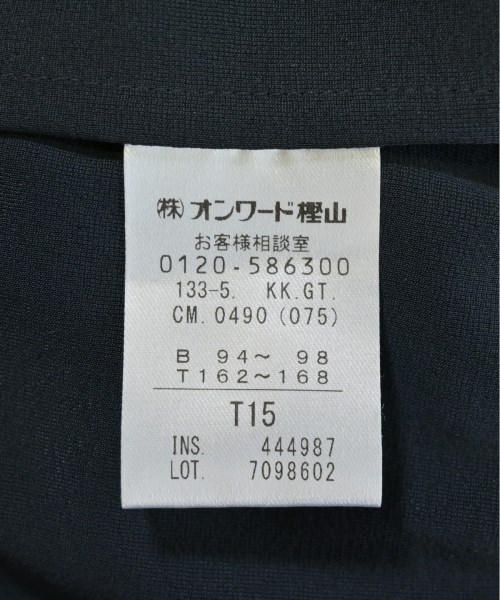 (株)オンワード樫山
お客様相談室
0120-586300
133-5. KK.GT.
CM.0490(075)
B 94～ 98
T162～168
T15
INS. 444987
LOT. 7098602